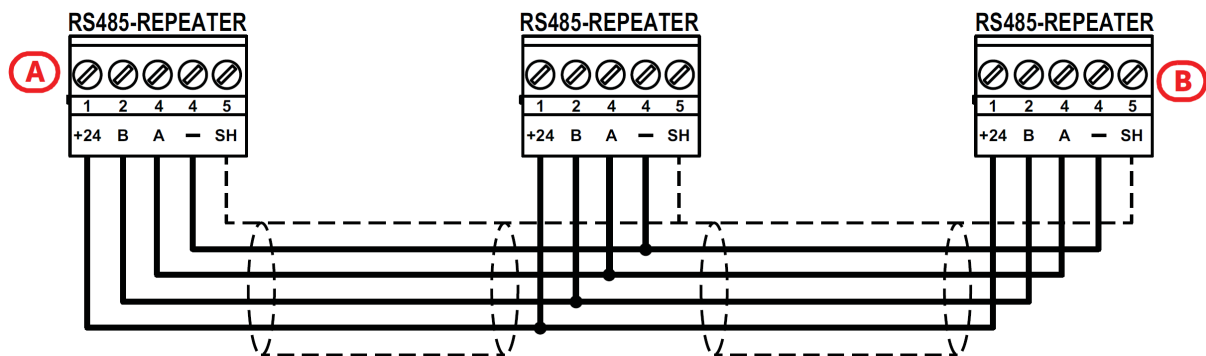 RS485-REPEATER RS485-REPEATER RS485-REPEATER
A B
1 2 4 4 5 1 2 4 4 5 1 2 4 4 5
+24 B A — SH +24 B A — SH +24 B A — SH